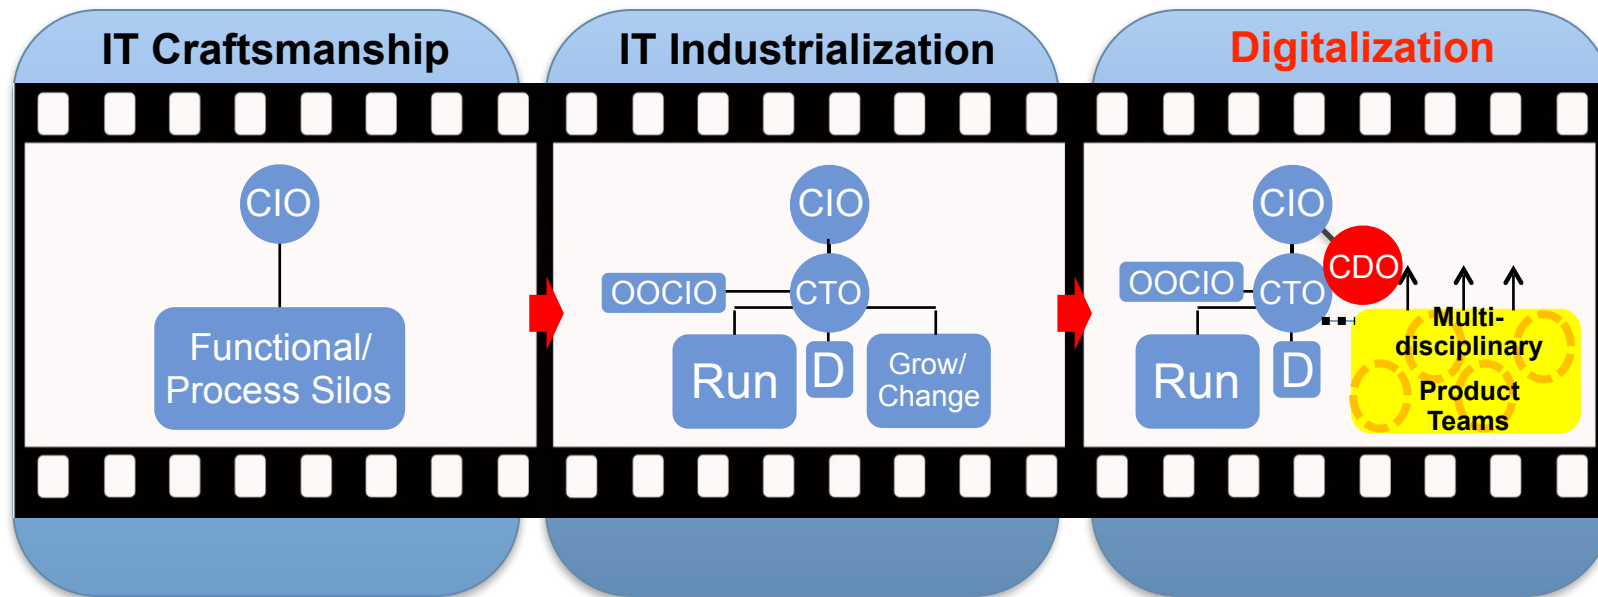 IT Craftsmanship
CIO
Functional/
Process Silos
IT Industrialization
CIO
OOCIO
CTO
Run
D
Grow/
Change
Digitalization
CIO
CDO
OOCIO
CTO
Run
D
Multi-
disciplinary
Product
Teams